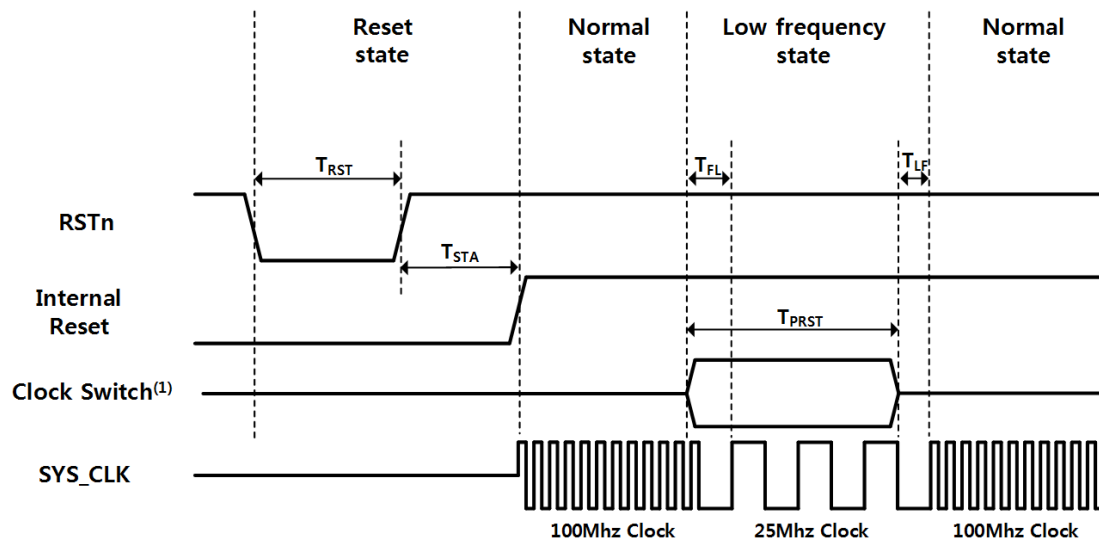 Reset
state
Normal
state
Low frequency
state
Normal
state
TRST
TFL
TLF
RSTn
TSTA
Internal
Reset
TPRST
Clock Switch(1)
SYS_CLK
100Mhz Clock
25Mhz Clock
100Mhz Clock